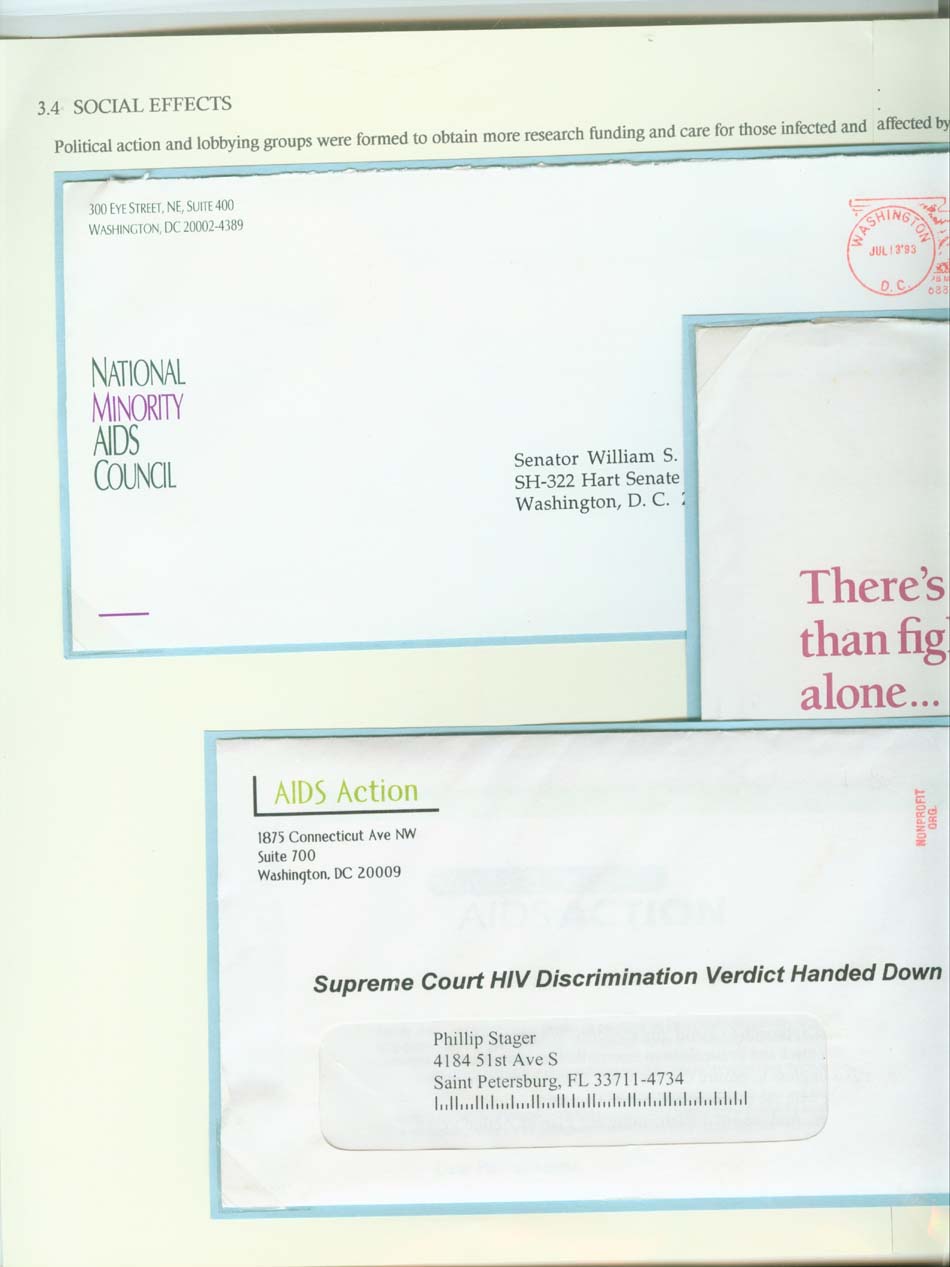 3.4 SOCIAL EFFECTS
Political action and lobbying groups were formed to obtain more research funding and care for those infected and affected by
300 EYE STREET, NE, SUITE 400
WASHINGTON, DC 20002-4389
WASHINGTON
JUL 13'93
D.C.
NATIONAL
MINORITY
AIDS
COUNCIL
Senator William S.
SH-322 Hart Senate
Washington, D. C.
There's
than fig
alone...
AIDS Action
1875 Connecticut Ave NW
Suite 700
Washington, DC 20009
NONPROFIT
ORG.
AIDS ACTION
Supreme Court HIV Discrimination Verdict Handed Down
Phillip Stager
4184 51st Ave S
Saint Petersburg, FL 33711-4734